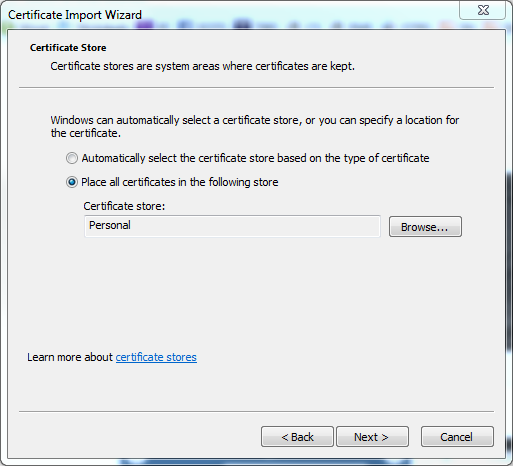 Certificate Import Wizard
Certificate Store
Certificate stores are system areas where certificates are kept.
Windows can automatically select a certificate store, or you can specify a location for
the certificate.
Automatically select the certificate store based on the type of certificate
Place all certificates in the following store
Certificate store:
Personal
Browse...
Learn more about certificate stores
< Back
Next >
Cancel